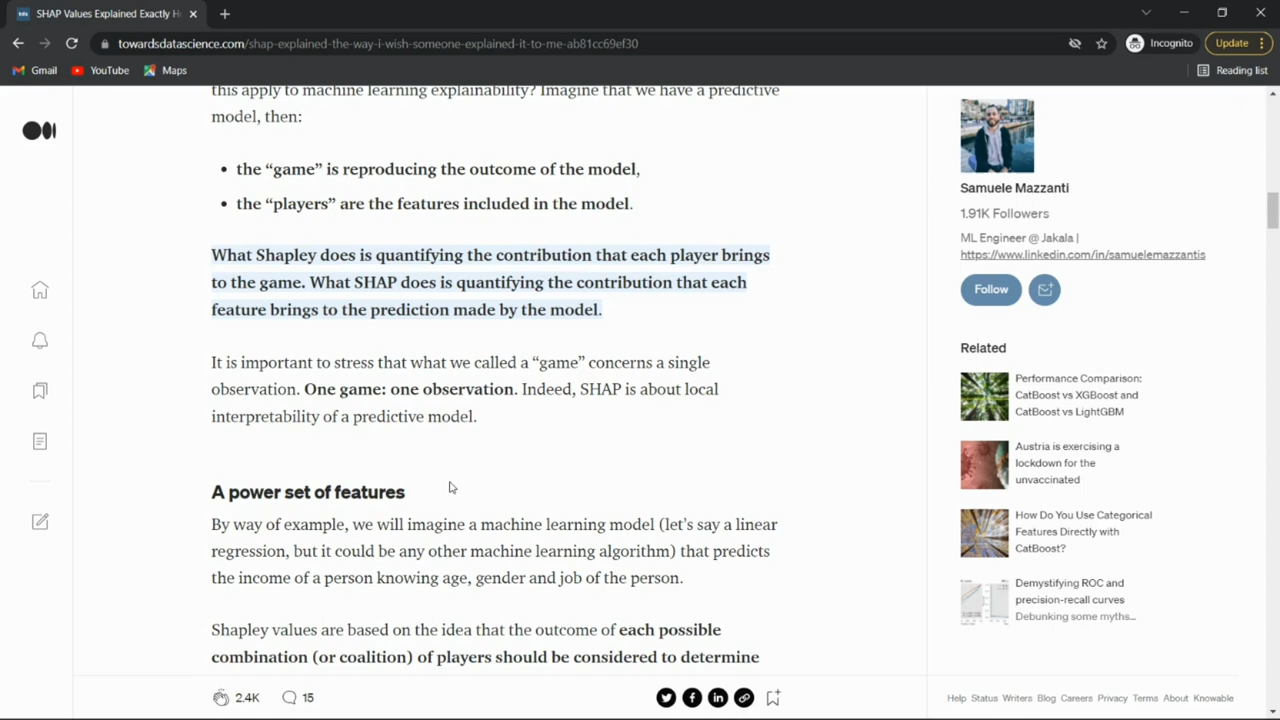 SHAP Values Explained Exactly H
towardsdatascience.com/shap-explained-the-way-i-wish-someone-explained-it-to-me-ab81cc69ef30
Incognito
Update
Gmail
YouTube
Maps
Reading list
this apply to machine learning explainability? Imagine that we have a predictive
model, then:
• the “game” is reproducing the outcome of the model,
• the “players” are the features included in the model.
What Shapley does is quantifying the contribution that each player brings
to the game. What SHAP does is quantifying the contribution that each
feature brings to the prediction made by the model.
It is important to stress that what we called a “game” concerns a single
observation. One game: one observation. Indeed, SHAP is about local
interpretability of a predictive model.
A power set of features
By way of example, we will imagine a machine learning model (let’s say a linear
regression, but it could be any other machine learning algorithm) that predicts
the income of a person knowing age, gender and job of the person.
Shapley values are based on the idea that the outcome of each possible
combination (or coalition) of players should be considered to determine
2.4K
15
Samuele Mazzanti
1.91K Followers
ML Engineer @ Jakala |
https://www.linkedin.com/in/samuelemazzantis
Follow
Related
Performance Comparison:
CatBoost vs XGBoost and
CatBoost vs LightGBM
Austria is exercising a
lockdown for the
unvaccinated
How Do You Use Categorical
Features Directly with
CatBoost?
Demystifying ROC and
precision-recall curves
Debunking some myths...
Help Status Writers Blog Careers Privacy Terms About Knowable